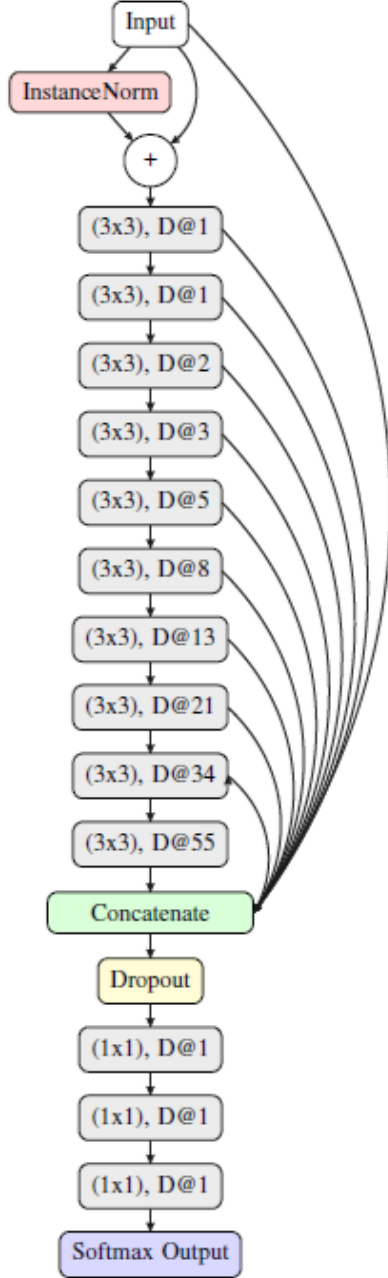 Input
InstanceNorm
+
(3x3), D@1
(3x3), D@1
(3x3), D@2
(3x3), D@3
(3x3), D@5
(3x3), D@8
(3x3), D@13
(3x3), D@21
(3x3), D@34
(3x3), D@55
Concatenate
Dropout
(1x1), D@1
(1x1), D@1
(1x1), D@1
Softmax Output